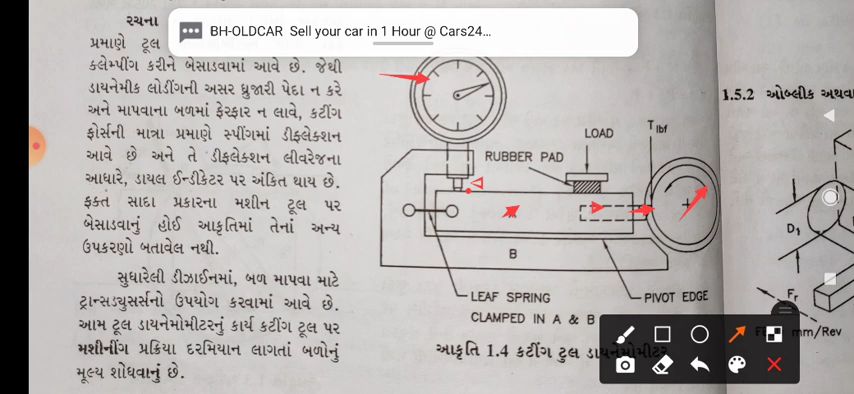 BH-OLDCAR Sell your car in 1 Hour @ Cars24...
રચના
પ્રમાણે ટૂલ
ક્લેમ્પીંગ કરીને બેસાડવામાં આવે છે. જેથી
ડાયનેમીક લોડીંગની અસર ધ્રુજારી પેદા ન કરે
અને માપવાના બળમાં ફેરફાર ન લાવે, કટીંગ
ફોર્સની માત્રા પ્રમાણે સ્પીંગમાં ડીફ્લેક્શન
આવે છે અને તે ડીફ્લેક્શન લીવરેજના
આધારે, ડાયલ ઈન્ડીકેટર પર અંકિત થાય છે.
ફક્ત સાદા પ્રકારના મશીન ટૂલ પર
બેસાડવાનું હોઈ આકૃતિમાં તેનાં અન્ય
ઉપકરણો બતાવેલ નથી.
સુધારેલી ડીઝાઈનમાં, બળ માપવા માટે
ટ્રાન્સડ્યુસર્સનો ઉપયોગ કરવામાં આવે છે.
આમ ટૂલ ડાયનેમોમીટરનું કાર્ય કટીંગ ટૂલ પર
મશીનીંગ પ્રક્રિયા દરમિયાન લાગતાં બળોનું
મૂલ્ય શોધવાનું છે.
LOAD
T lbf
RUBBER PAD
B
LEAF SPRING
CLAMPED IN A & B
PIVOT EDGE
આકૃતિ 1.4 કટીંગ ટુલ ડાયનેમોમીટર
1.5.2 ઓબ્લીક અથવા
D1
Fr
mm/Rev